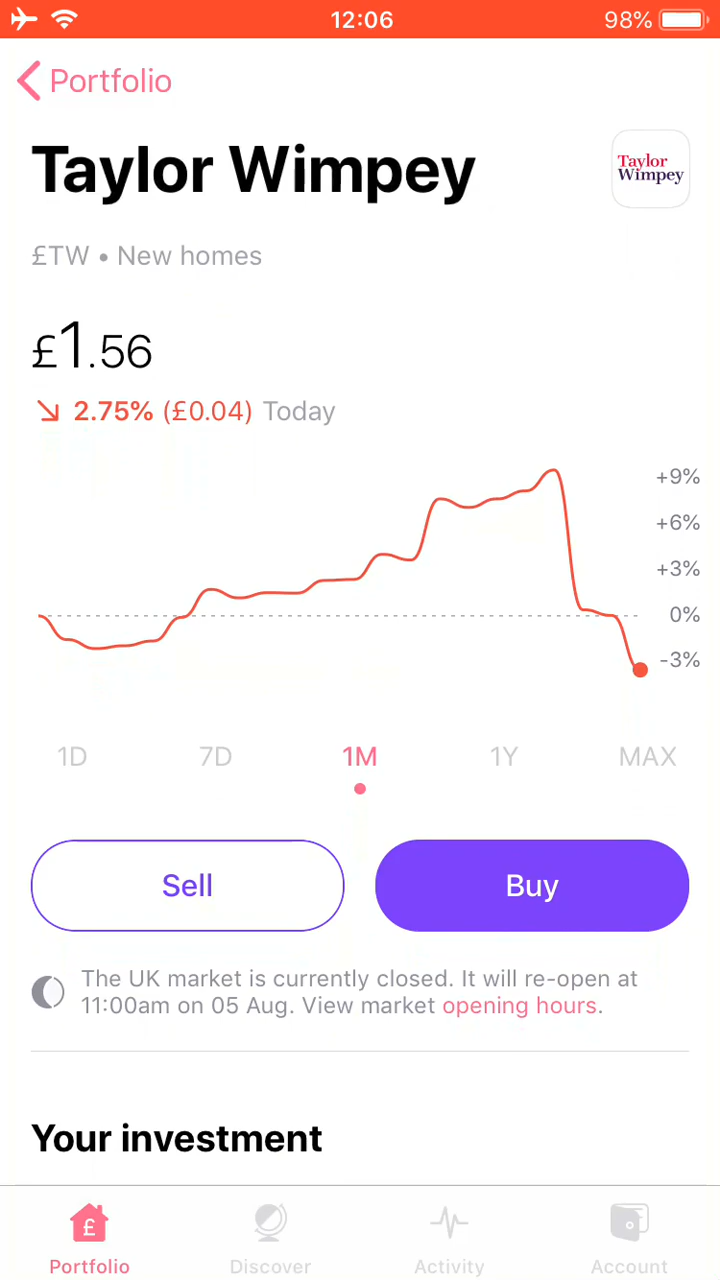 12:06
98%
Portfolio
Taylor Wimpey
Taylor
Wimpey
£TW • New homes
£1.56
↘ 2.75% (£0.04) Today
+9%
+6%
+3%
0%
-3%
1D 7D 1M 1Y MAX
Sell Buy
The UK market is currently closed. It will re-open at
11:00am on 05 Aug. View market opening hours.
Your investment
£
Portfolio Discover Activity Account